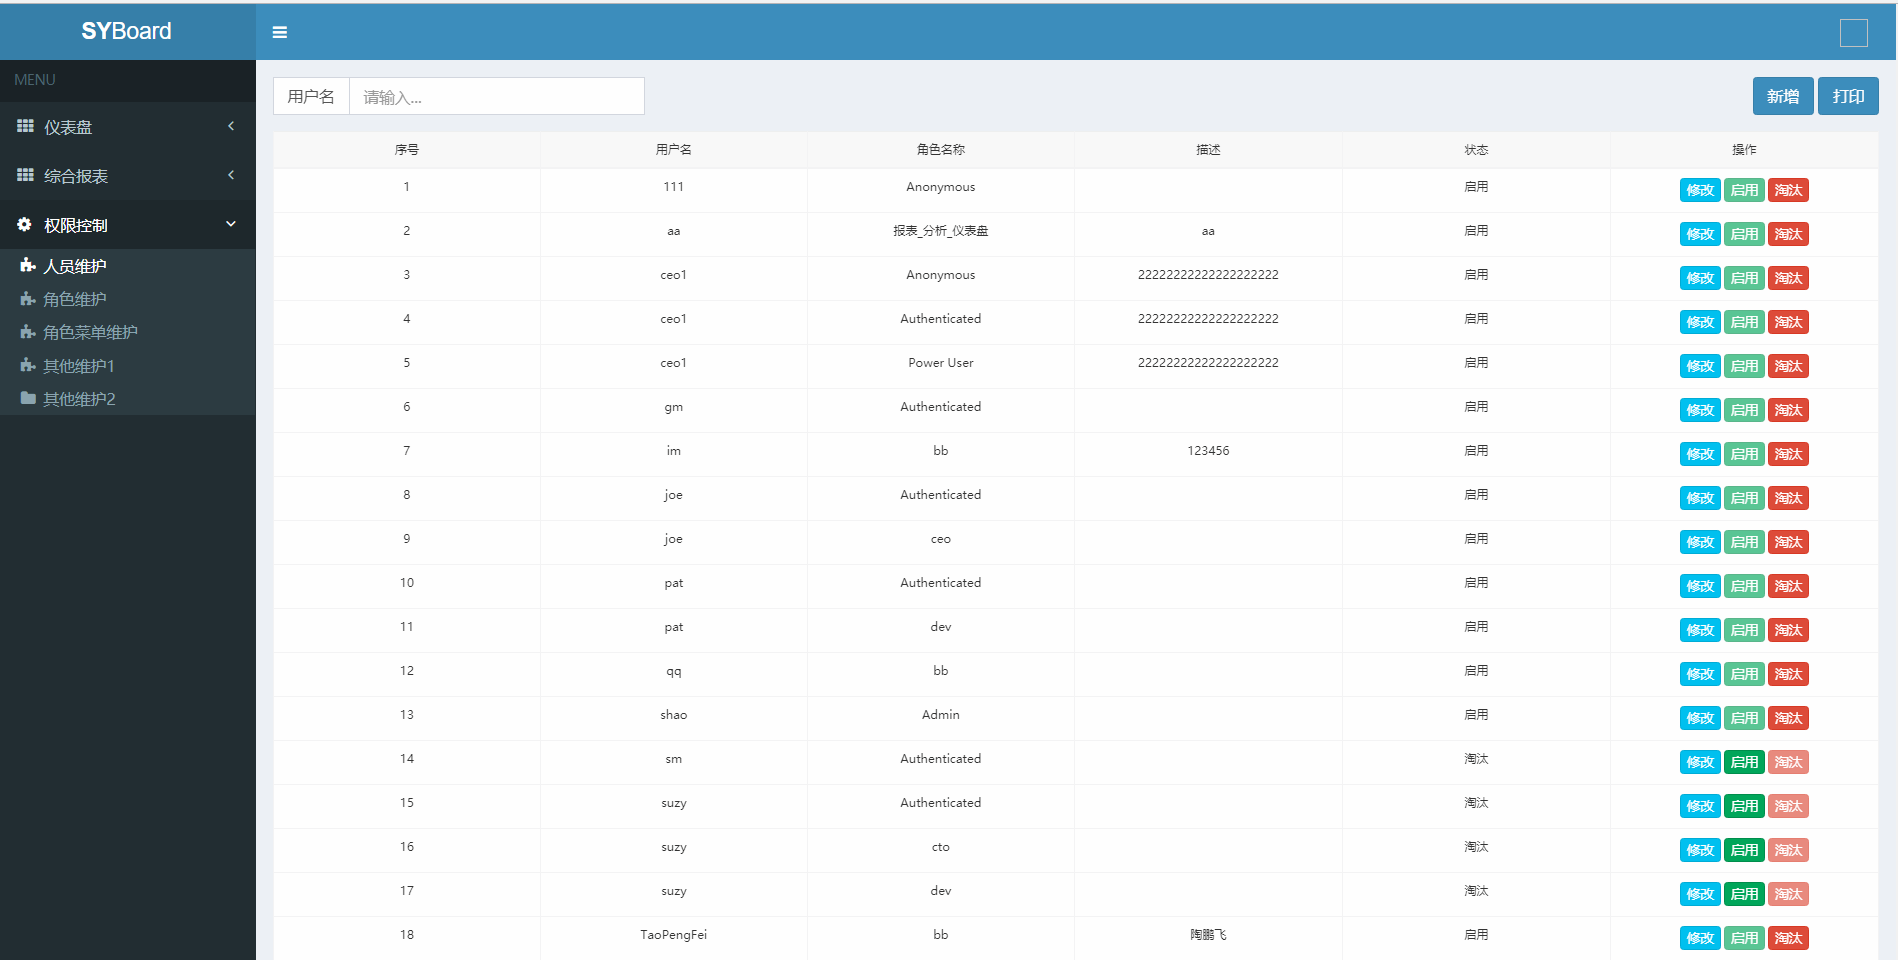 SYBoard
MENU
仪表盘
综合报表
权限控制
人员维护
角色维护
角色菜单维护
其他维护1
其他维护2
用户名 请输入... 新增 打印
序号 用户名 角色名称 描述 状态 操作
1 111 Anonymous 启用 修改 启用 淘汰
2 aa 报表_分析_仪表盘 aa 启用 修改 启用 淘汰
3 ceo1 Anonymous 22222222222222222222 启用 修改 启用 淘汰
4 ceo1 Authenticated 22222222222222222222 启用 修改 启用 淘汰
5 ceo1 Power User 22222222222222222222 启用 修改 启用 淘汰
6 gm Authenticated 启用 修改 启用 淘汰
7 im bb 123456 启用 修改 启用 淘汰
8 joe Authenticated 启用 修改 启用 淘汰
9 joe ceo 启用 修改 启用 淘汰
10 pat Authenticated 启用 修改 启用 淘汰
11 pat dev 启用 修改 启用 淘汰
12 qq bb 启用 修改 启用 淘汰
13 shao Admin 启用 修改 启用 淘汰
14 sm Authenticated 淘汰 修改 启用 淘汰
15 suzy Authenticated 淘汰 修改 启用 淘汰
16 suzy cto 淘汰 修改 启用 淘汰
17 suzy dev 淘汰 修改 启用 淘汰
18 TaoPengFei bb 陶鹏飞 启用 修改 启用 淘汰